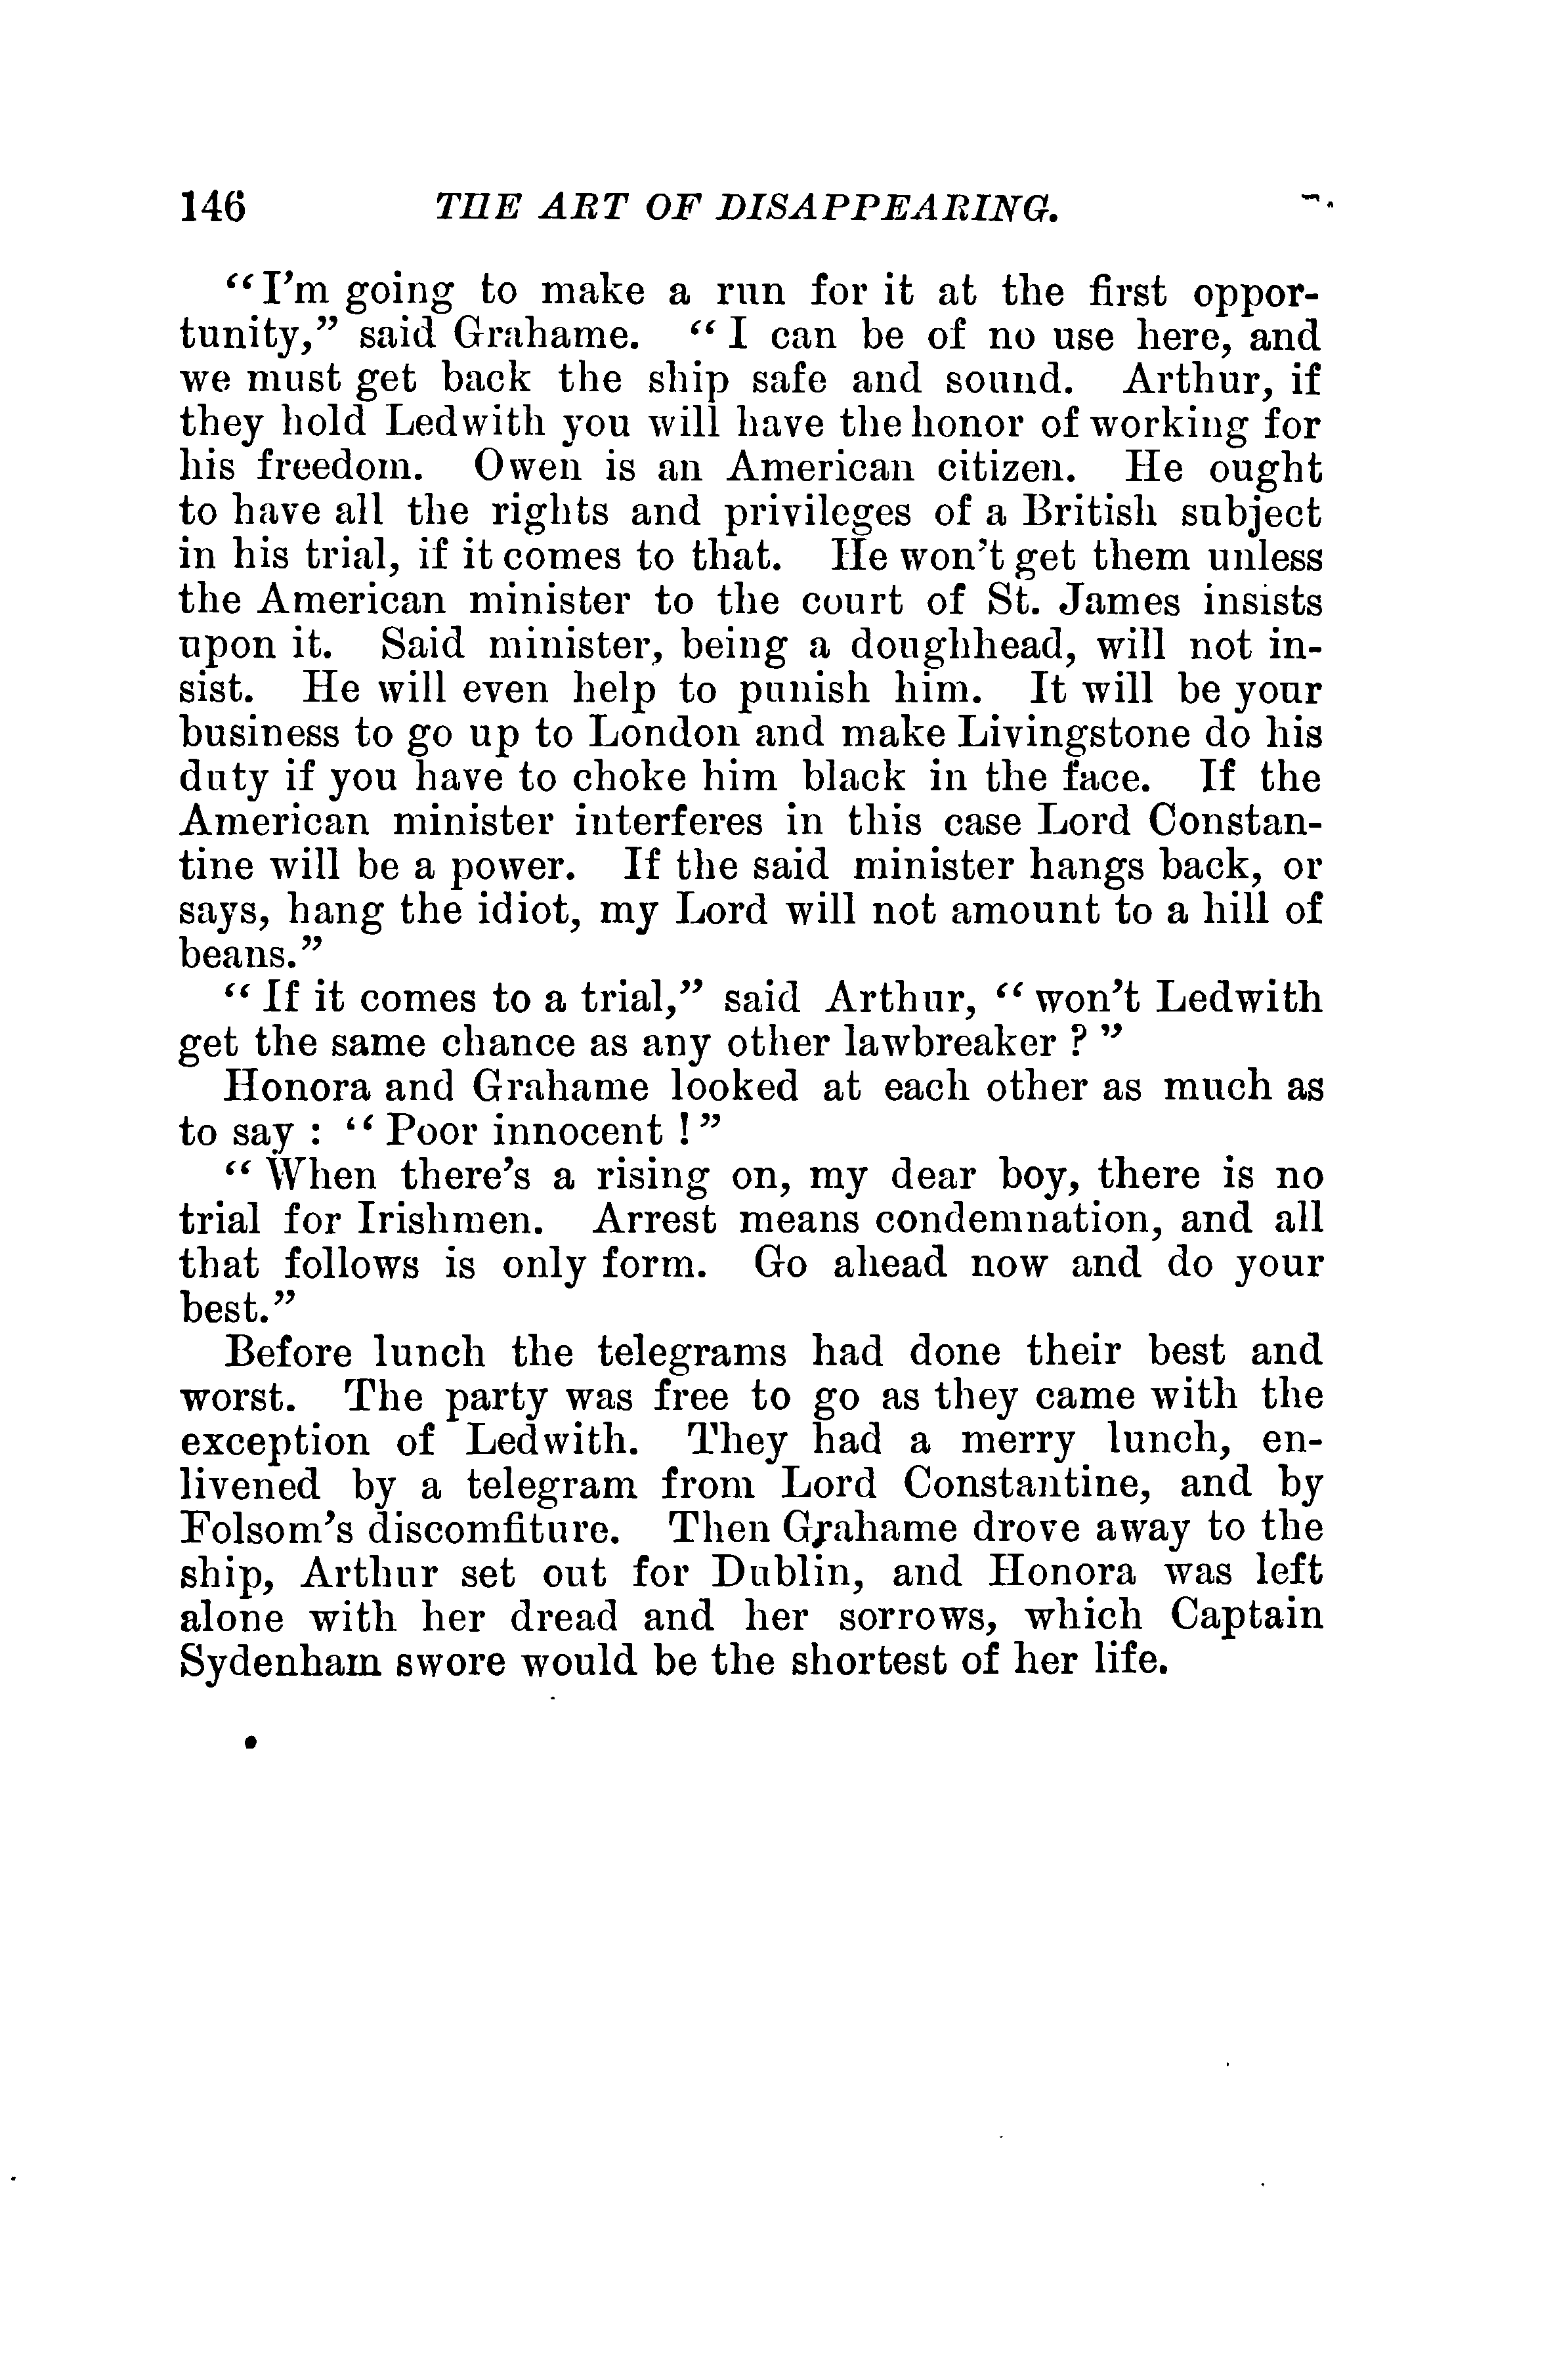 146 THE ART OF DISAPPEARING.
“I’m going to make a run for it at the first oppor-
tunity,” said Grahame. “I can be of no use here, and
we must get back the ship safe and sound. Arthur, if
they hold Ledwith you will have the honor of working for
his freedom. Owen is an American citizen. He ought
to have all the rights and privileges of a British subject
in his trial, if it comes to that. He won’t get them unless
the American minister to the court of St. James insists
upon it. Said minister, being a doughhead, will not in-
sist. He will even help to punish him. It will be your
business to go up to London and make Livingstone do his
duty if you have to choke him black in the face. If the
American minister interferes in this case Lord Constan-
tine will be a power. If the said minister hangs back, or
says, hang the idiot, my Lord will not amount to a hill of
beans.”
“If it comes to a trial,” said Arthur, “won’t Ledwith
get the same chance as any other lawbreaker?”
Honora and Grahame looked at each other as much as
to say: “Poor innocent!”
“When there’s a rising on, my dear boy, there is no
trial for Irishmen. Arrest means condemnation, and all
that follows is only form. Go ahead now and do your
best.”
Before lunch the telegrams had done their best and
worst. The party was free to go as they came with the
exception of Ledwith. They had a merry lunch, en-
livened by a telegram from Lord Constantine, and by
Folsom’s discomfiture. Then Grahame drove away to the
ship, Arthur set out for Dublin, and Honora was left
alone with her dread and her sorrows, which Captain
Sydenham swore would be the shortest of her life.